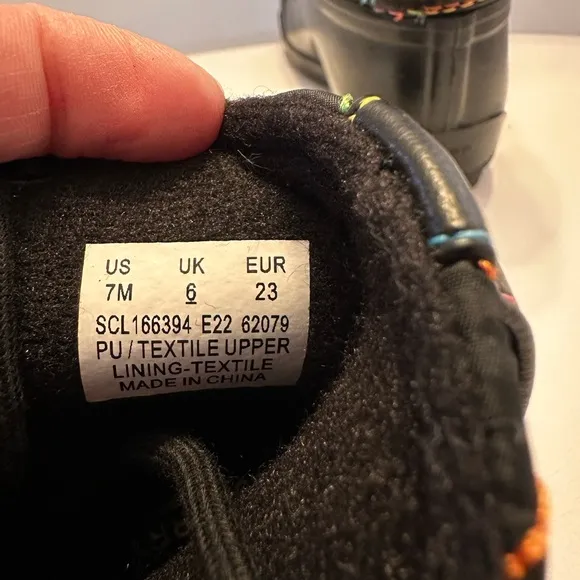 US UK EUR
7M 6 23
SCL166394 E22 62079
PU / TEXTILE UPPER
LINING-TEXTILE
MADE IN CHINA